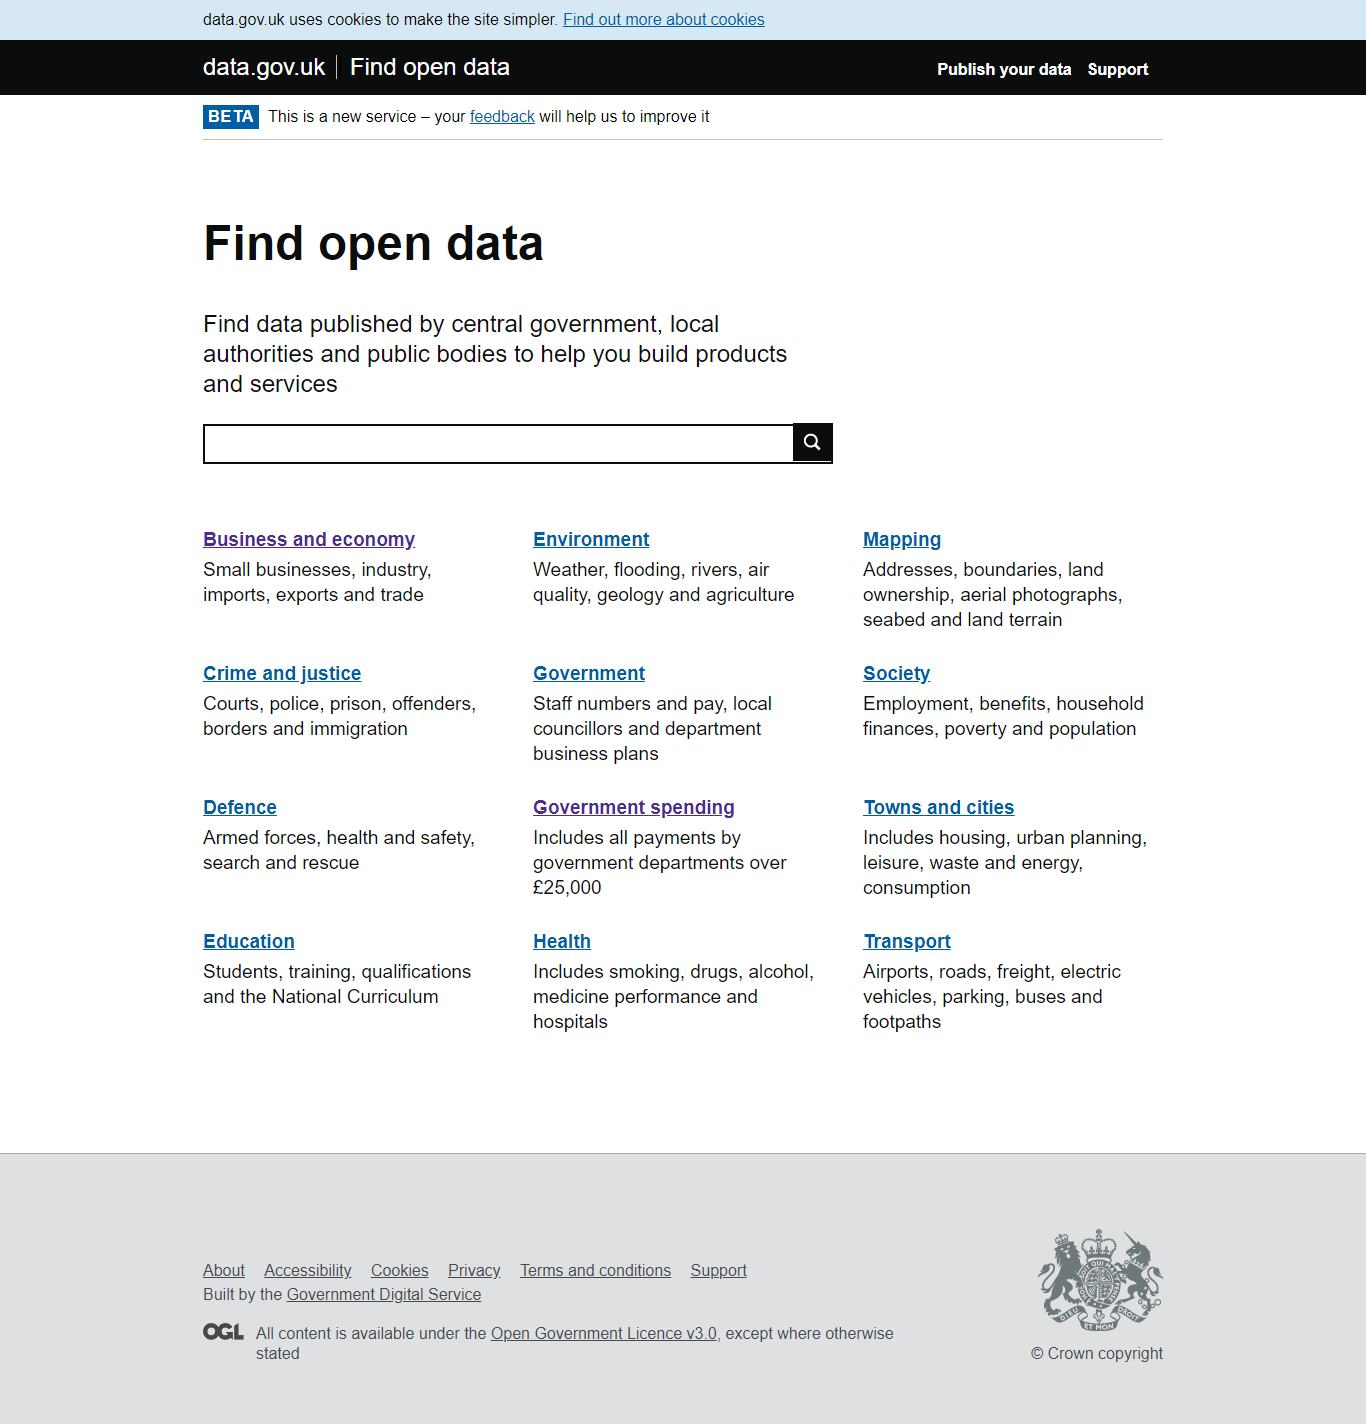 data.gov.uk uses cookies to make the site simpler. Find out more about cookies
data.gov.uk | Find open data
Publish your data Support
BETA This is a new service – your feedback will help us to improve it
Find open data
Find data published by central government, local
authorities and public bodies to help you build products
and services
Business and economy
Small businesses, industry,
imports, exports and trade
Environment
Weather, flooding, rivers, air
quality, geology and agriculture
Mapping
Addresses, boundaries, land
ownership, aerial photographs,
seabed and land terrain
Crime and justice
Courts, police, prison, offenders,
borders and immigration
Government
Staff numbers and pay, local
councillors and department
business plans
Society
Employment, benefits, household
finances, poverty and population
Defence
Armed forces, health and safety,
search and rescue
Government spending
Includes all payments by
government departments over
£25,000
Towns and cities
Includes housing, urban planning,
leisure, waste and energy,
consumption
Education
Students, training, qualifications
and the National Curriculum
Health
Includes smoking, drugs, alcohol,
medicine performance and
hospitals
Transport
Airports, roads, freight, electric
vehicles, parking, buses and
footpaths
About Accessibility Cookies Privacy Terms and conditions Support
Built by the Government Digital Service
OGL All content is available under the Open Government Licence v3.0, except where otherwise
stated
DIEU ET MON DROIT
© Crown copyright